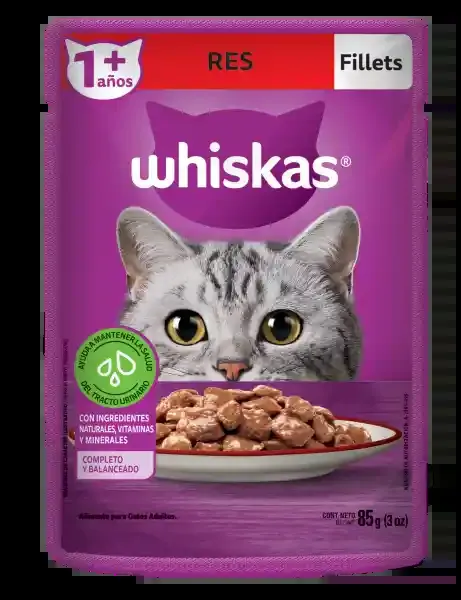 1+
años
RES
Fillets
whiskas®
AYUDA A MANTENER LA SALUD
DEL TRACTO URINARIO
CON INGREDIENTES
NATURALES, VITAMINAS
Y MINERALES
COMPLETO
Y BALANCEADO
Alimento para Gatos Adultos.
CONT. NETO
85g (3 oz)